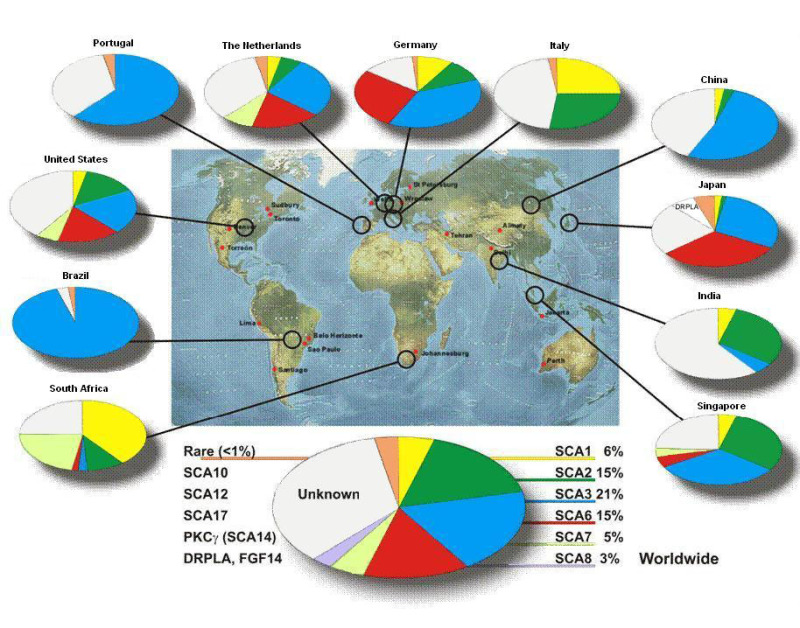 Portugal
The Netherlands
Germany
Italy
China
United States
Japan
DRPLA
Brazil
India
South Africa
Singapore
St Petersburg
Wroclaw
Sudbury
Toronto
Denver
Torreón
Tehran
Almaty
Jakarta
Lima
Belo Horizonte
Sao Paulo
Santiago
Johannesburg
Perth
Rare (<1%)
SCA10
SCA12
SCA17
PKCγ (SCA14)
DRPLA, FGF14
Unknown
SCA1 6%
SCA2 15%
SCA3 21%
SCA6 15%
SCA7 5%
SCA8 3%
Worldwide